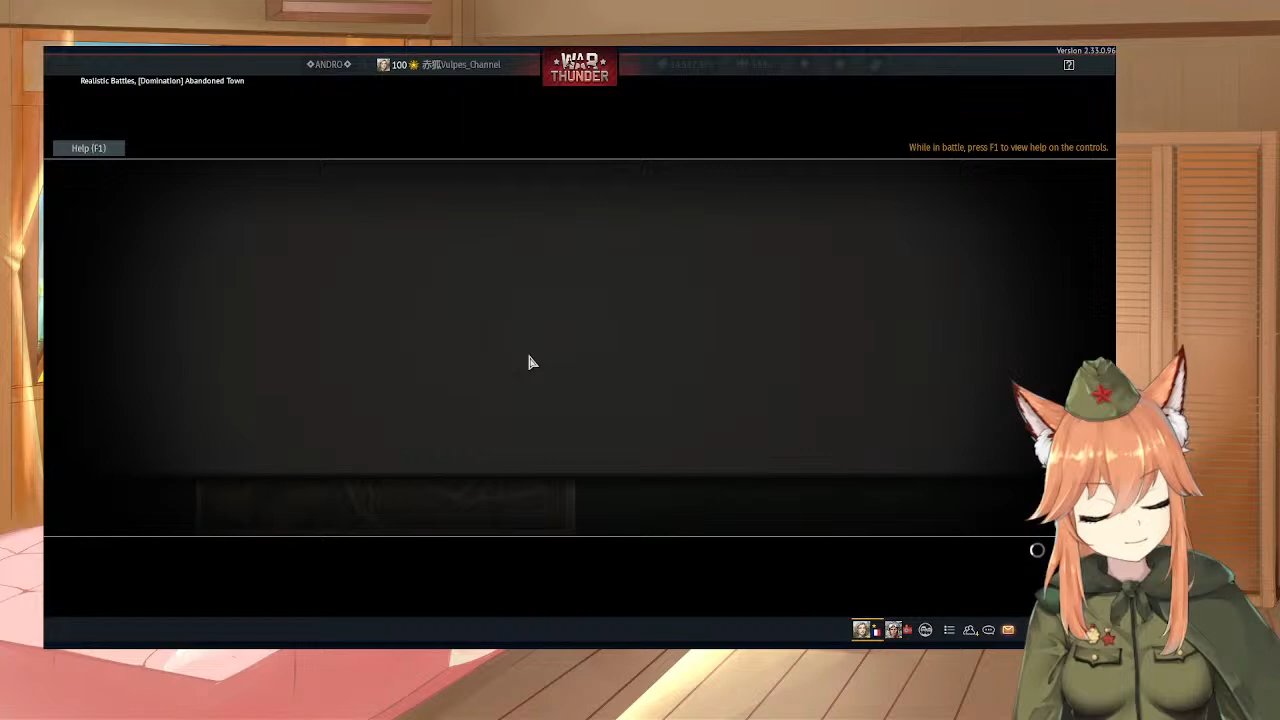 Version 2.33.0.96
◇ANDRO◇ 100 赤狐Vulpes_Channel
WAR
THUNDER
Realistic Battles, [Domination] Abandoned Town
Help (F1)
While in battle, press F1 to view help on the controls.